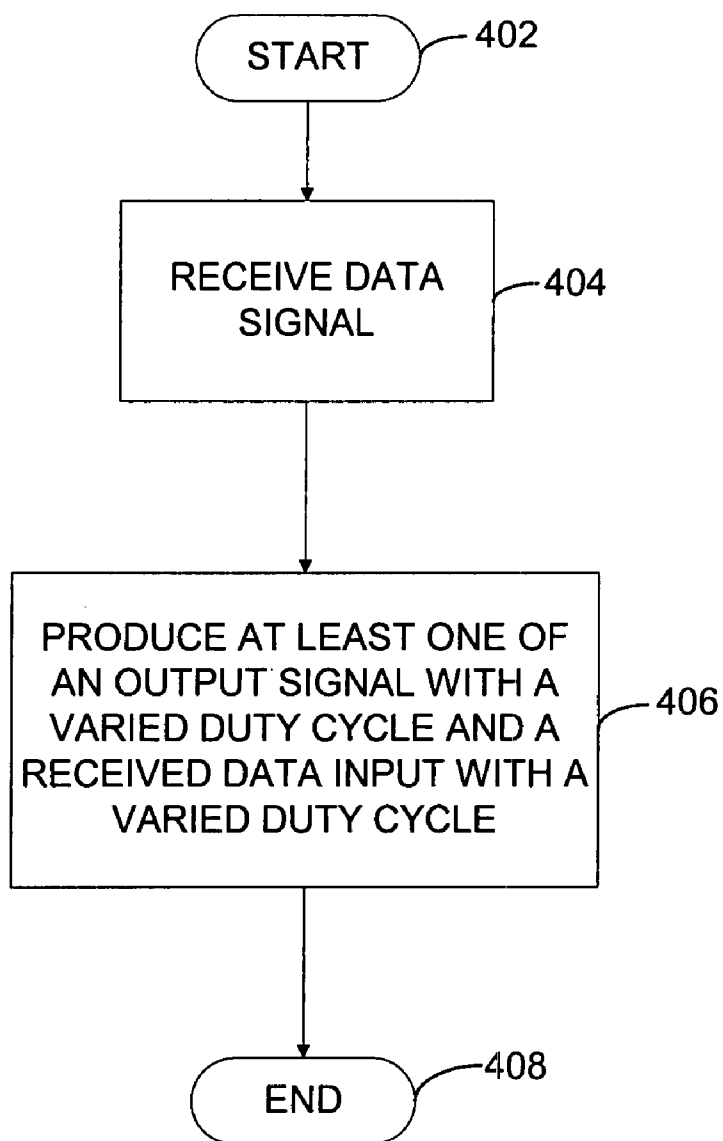 START
402
RECEIVE DATA
SIGNAL
404
PRODUCE AT LEAST ONE OF
AN OUTPUT SIGNAL WITH A
VARIED DUTY CYCLE AND A
RECEIVED DATA INPUT WITH A
VARIED DUTY CYCLE
406
END
408